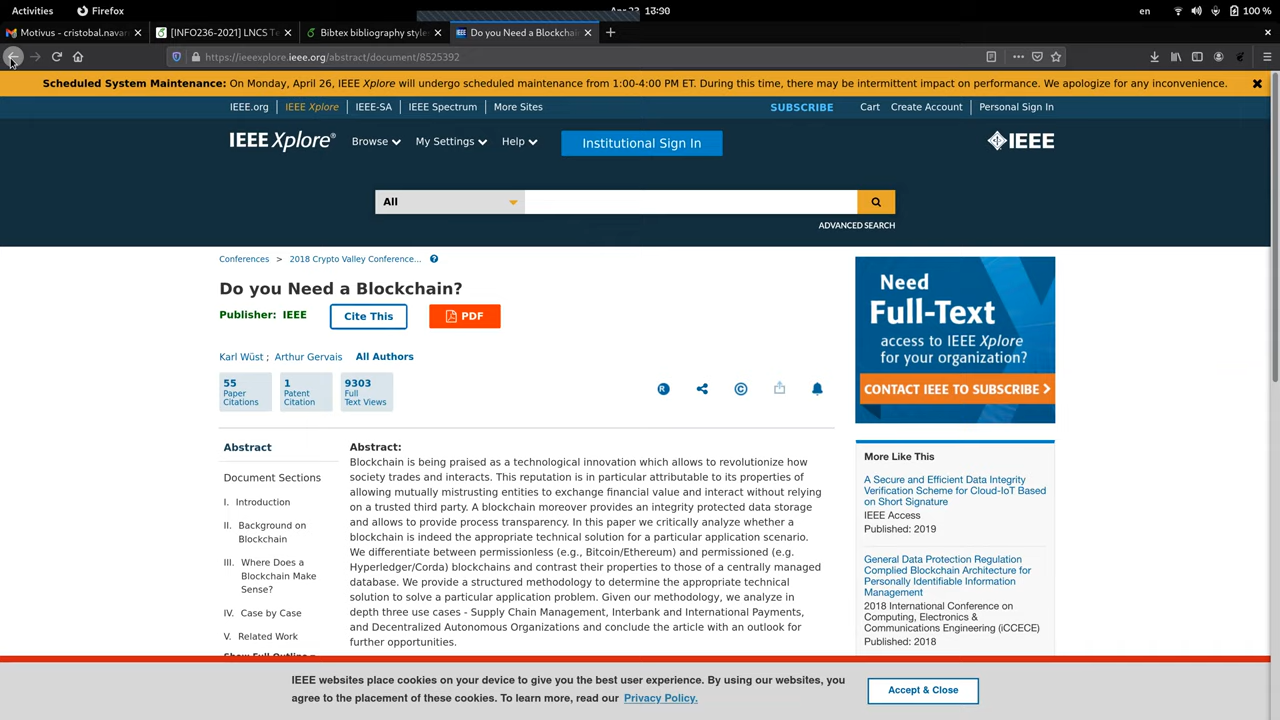 Activities
Firefox
13:90
en
100 %
Motivus - cristobal.navar
[INFO236-2021] LNCS Te
Bibtex bibliography style
Do you Need a Blockchain
https://ieeexplore.ieee.org/abstract/document/8525392
Scheduled System Maintenance: On Monday, April 26, IEEE Xplore will undergo scheduled maintenance from 1:00-4:00 PM ET. During this time, there may be intermittent impact on performance. We apologize for any inconvenience.
IEEE.org
IEEE Xplore
IEEE-SA
IEEE Spectrum
More Sites
SUBSCRIBE
Cart
Create Account
Personal Sign In
IEEE Xplore®
Browse
My Settings
Help
Institutional Sign In
IEEE
All
ADVANCED SEARCH
Conferences > 2018 Crypto Valley Conference...
Do you Need a Blockchain?
Publisher: IEEE
Cite This
PDF
Karl Wüst ; Arthur Gervais All Authors
55
Paper
Citations
1
Patent
Citation
9303
Full
Text Views
R
Abstract
Document Sections
I. Introduction
II. Background on
Blockchain
III. Where Does a
Blockchain Make
Sense?
IV. Case by Case
V. Related Work
Show Full Outline
Abstract:
Blockchain is being praised as a technological innovation which allows to revolutionize how
society trades and interacts. This reputation is in particular attributable to its properties of
allowing mutually mistrusting entities to exchange financial value and interact without relying
on a trusted third party. A blockchain moreover provides an integrity protected data storage
and allows to provide process transparency. In this paper we critically analyze whether a
blockchain is indeed the appropriate technical solution for a particular application scenario.
We differentiate between permissionless (e.g., Bitcoin/Ethereum) and permissioned (e.g.
Hyperledger/Corda) blockchains and contrast their properties to those of a centrally managed
database. We provide a structured methodology to determine the appropriate technical
solution to solve a particular application problem. Given our methodology, we analyze in
depth three use cases - Supply Chain Management, Interbank and International Payments,
and Decentralized Autonomous Organizations and conclude the article with an outlook for
further opportunities.
Need
Full-Text
access to IEEE Xplore
for your organization?
CONTACT IEEE TO SUBSCRIBE >
More Like This
A Secure and Efficient Data Integrity
Verification Scheme for Cloud-IoT Based
on Short Signature
IEEE Access
Published: 2019
General Data Protection Regulation
Complied Blockchain Architecture for
Personally Identifiable Information
Management
2018 International Conference on
Computing, Electronics &
Communications Engineering (iCCECE)
Published: 2018
IEEE websites place cookies on your device to give you the best user experience. By using our websites, you
agree to the placement of these cookies. To learn more, read our Privacy Policy.
Accept & Close